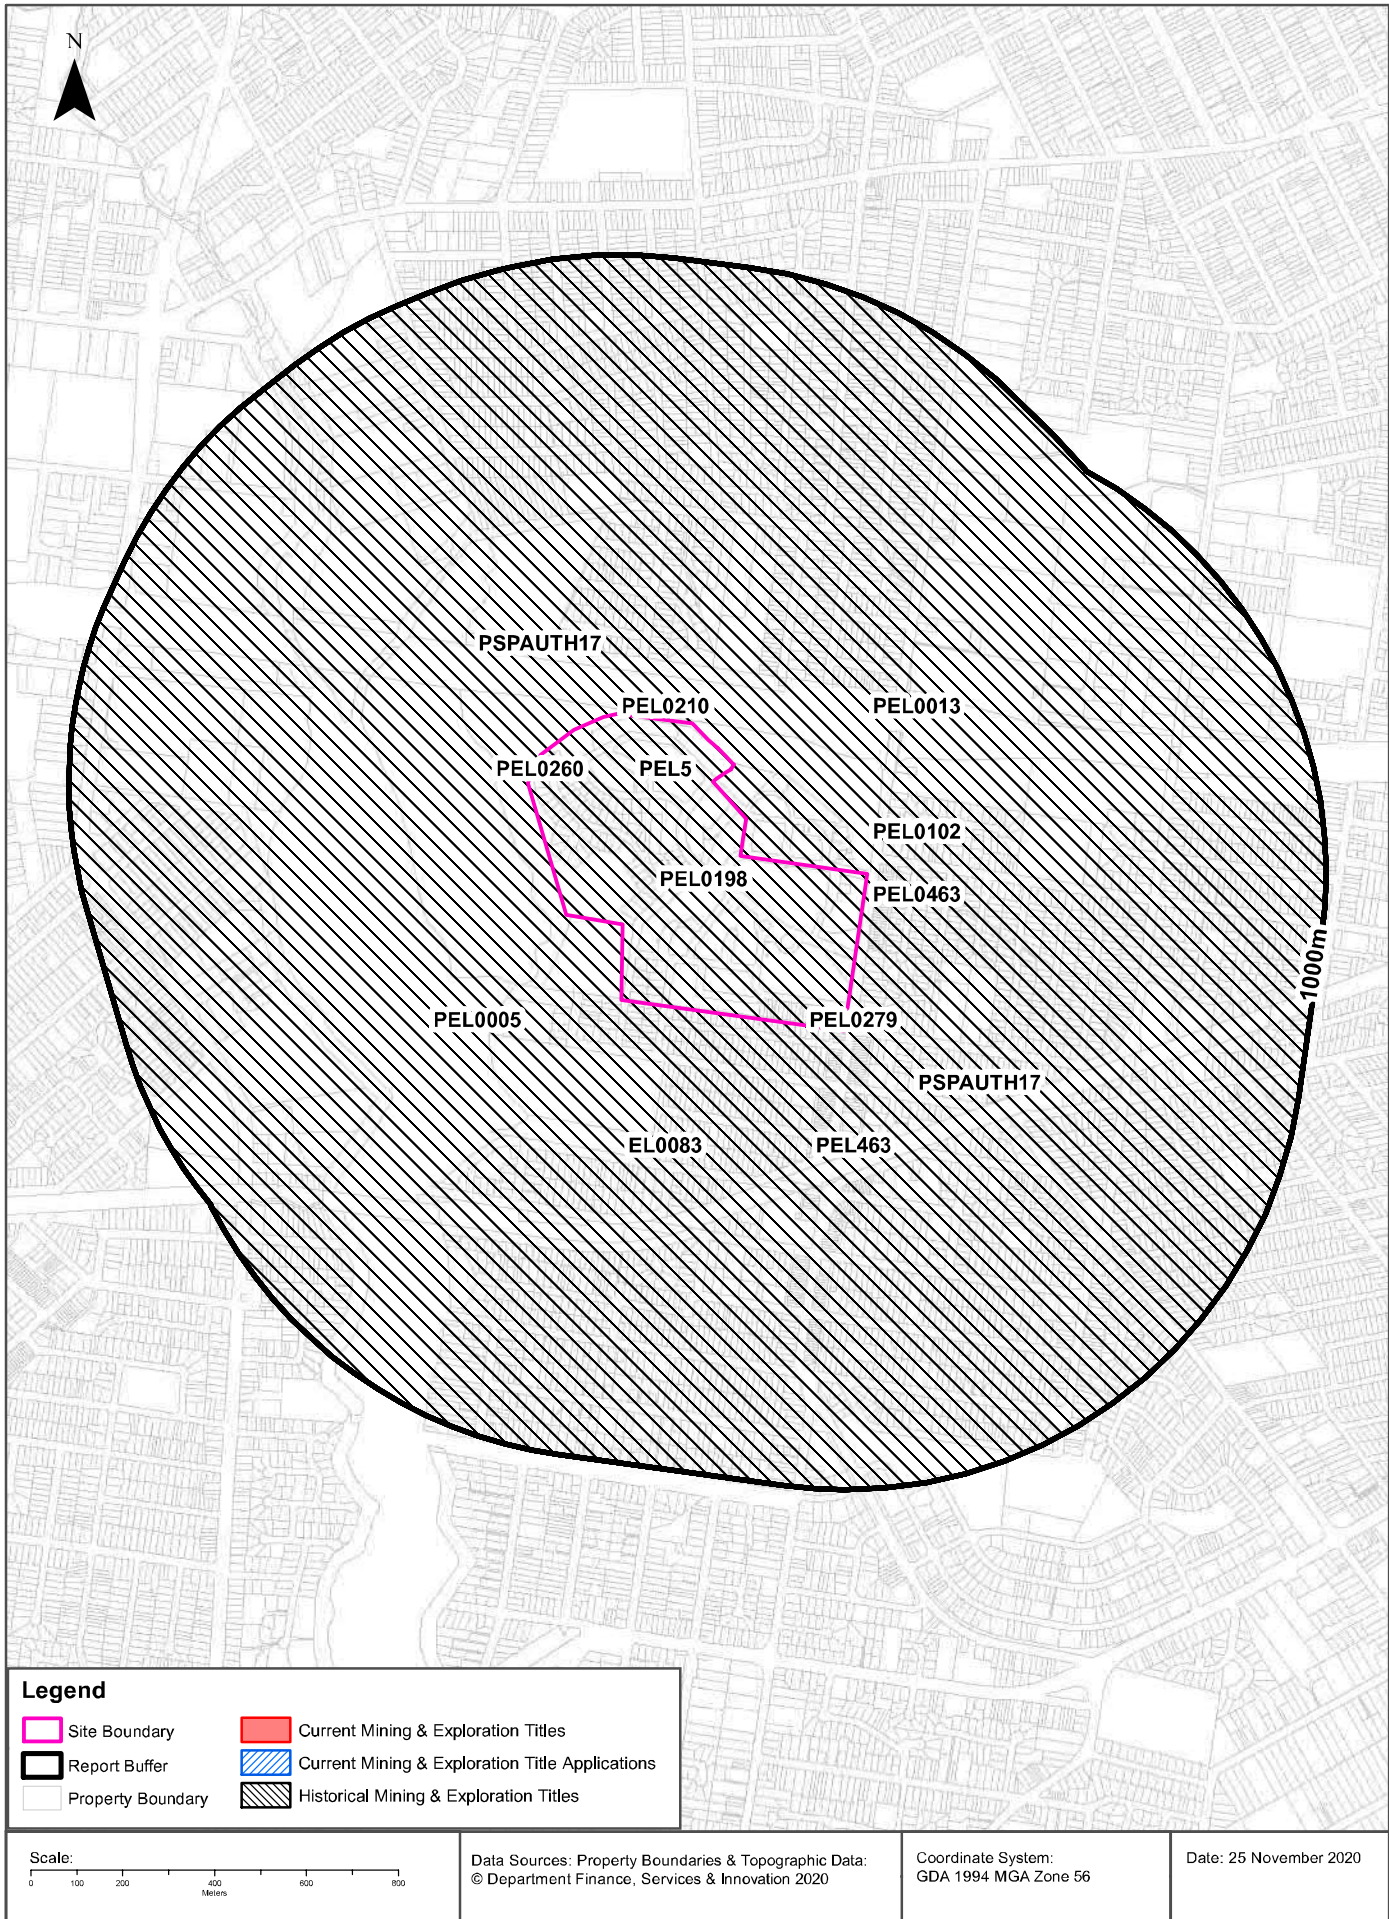 N
PSPAUTH17
PEL0210
PEL0013
PEL0260
PEL5
PEL0102
PEL0198
PEL0463
1000m
PEL0005
PEL0279
PSPAUTH17
EL0083
PEL463
Legend
Site Boundary
Report Buffer
Property Boundary
Current Mining & Exploration Titles
Current Mining & Exploration Title Applications
Historical Mining & Exploration Titles
Scale:
0 100 200 400 600 800
Meters
Data Sources: Property Boundaries & Topographic Data:
© Department Finance, Services & Innovation 2020
Coordinate System:
GDA 1994 MGA Zone 56
Date: 25 November 2020